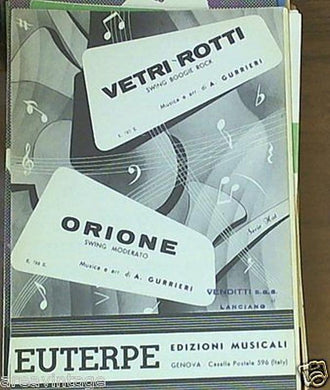 VETRI ROTTI
SWING BOOGIE ROCK
Musica e arr. di A. GURRIERI
ORIONE
SWING MODERATO
Musica e arr. di A. GURRIERI
VENDITTI s.a.s.
LANCIANO
EUTERPE
EDIZIONI MUSICALI
GENOVA - Casella Postale 596 (Italy)